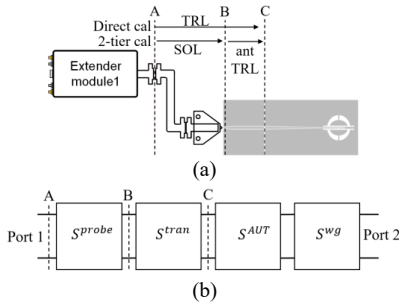 A B C
Direct cal TRL
2-tier cal SOL ant
TRL
Extender
module1
(a)
A B C
Port 1 S^{probe} S^{tran} S^{AUT} S^{wg} Port 2
(b)